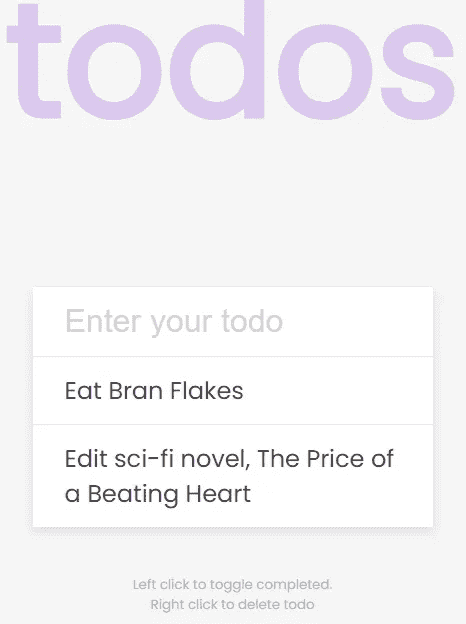 todos
Enter your todo
Eat Bran Flakes
Edit sci-fi novel, The Price of
a Beating Heart
Left click to toggle completed.
Right click to delete todo